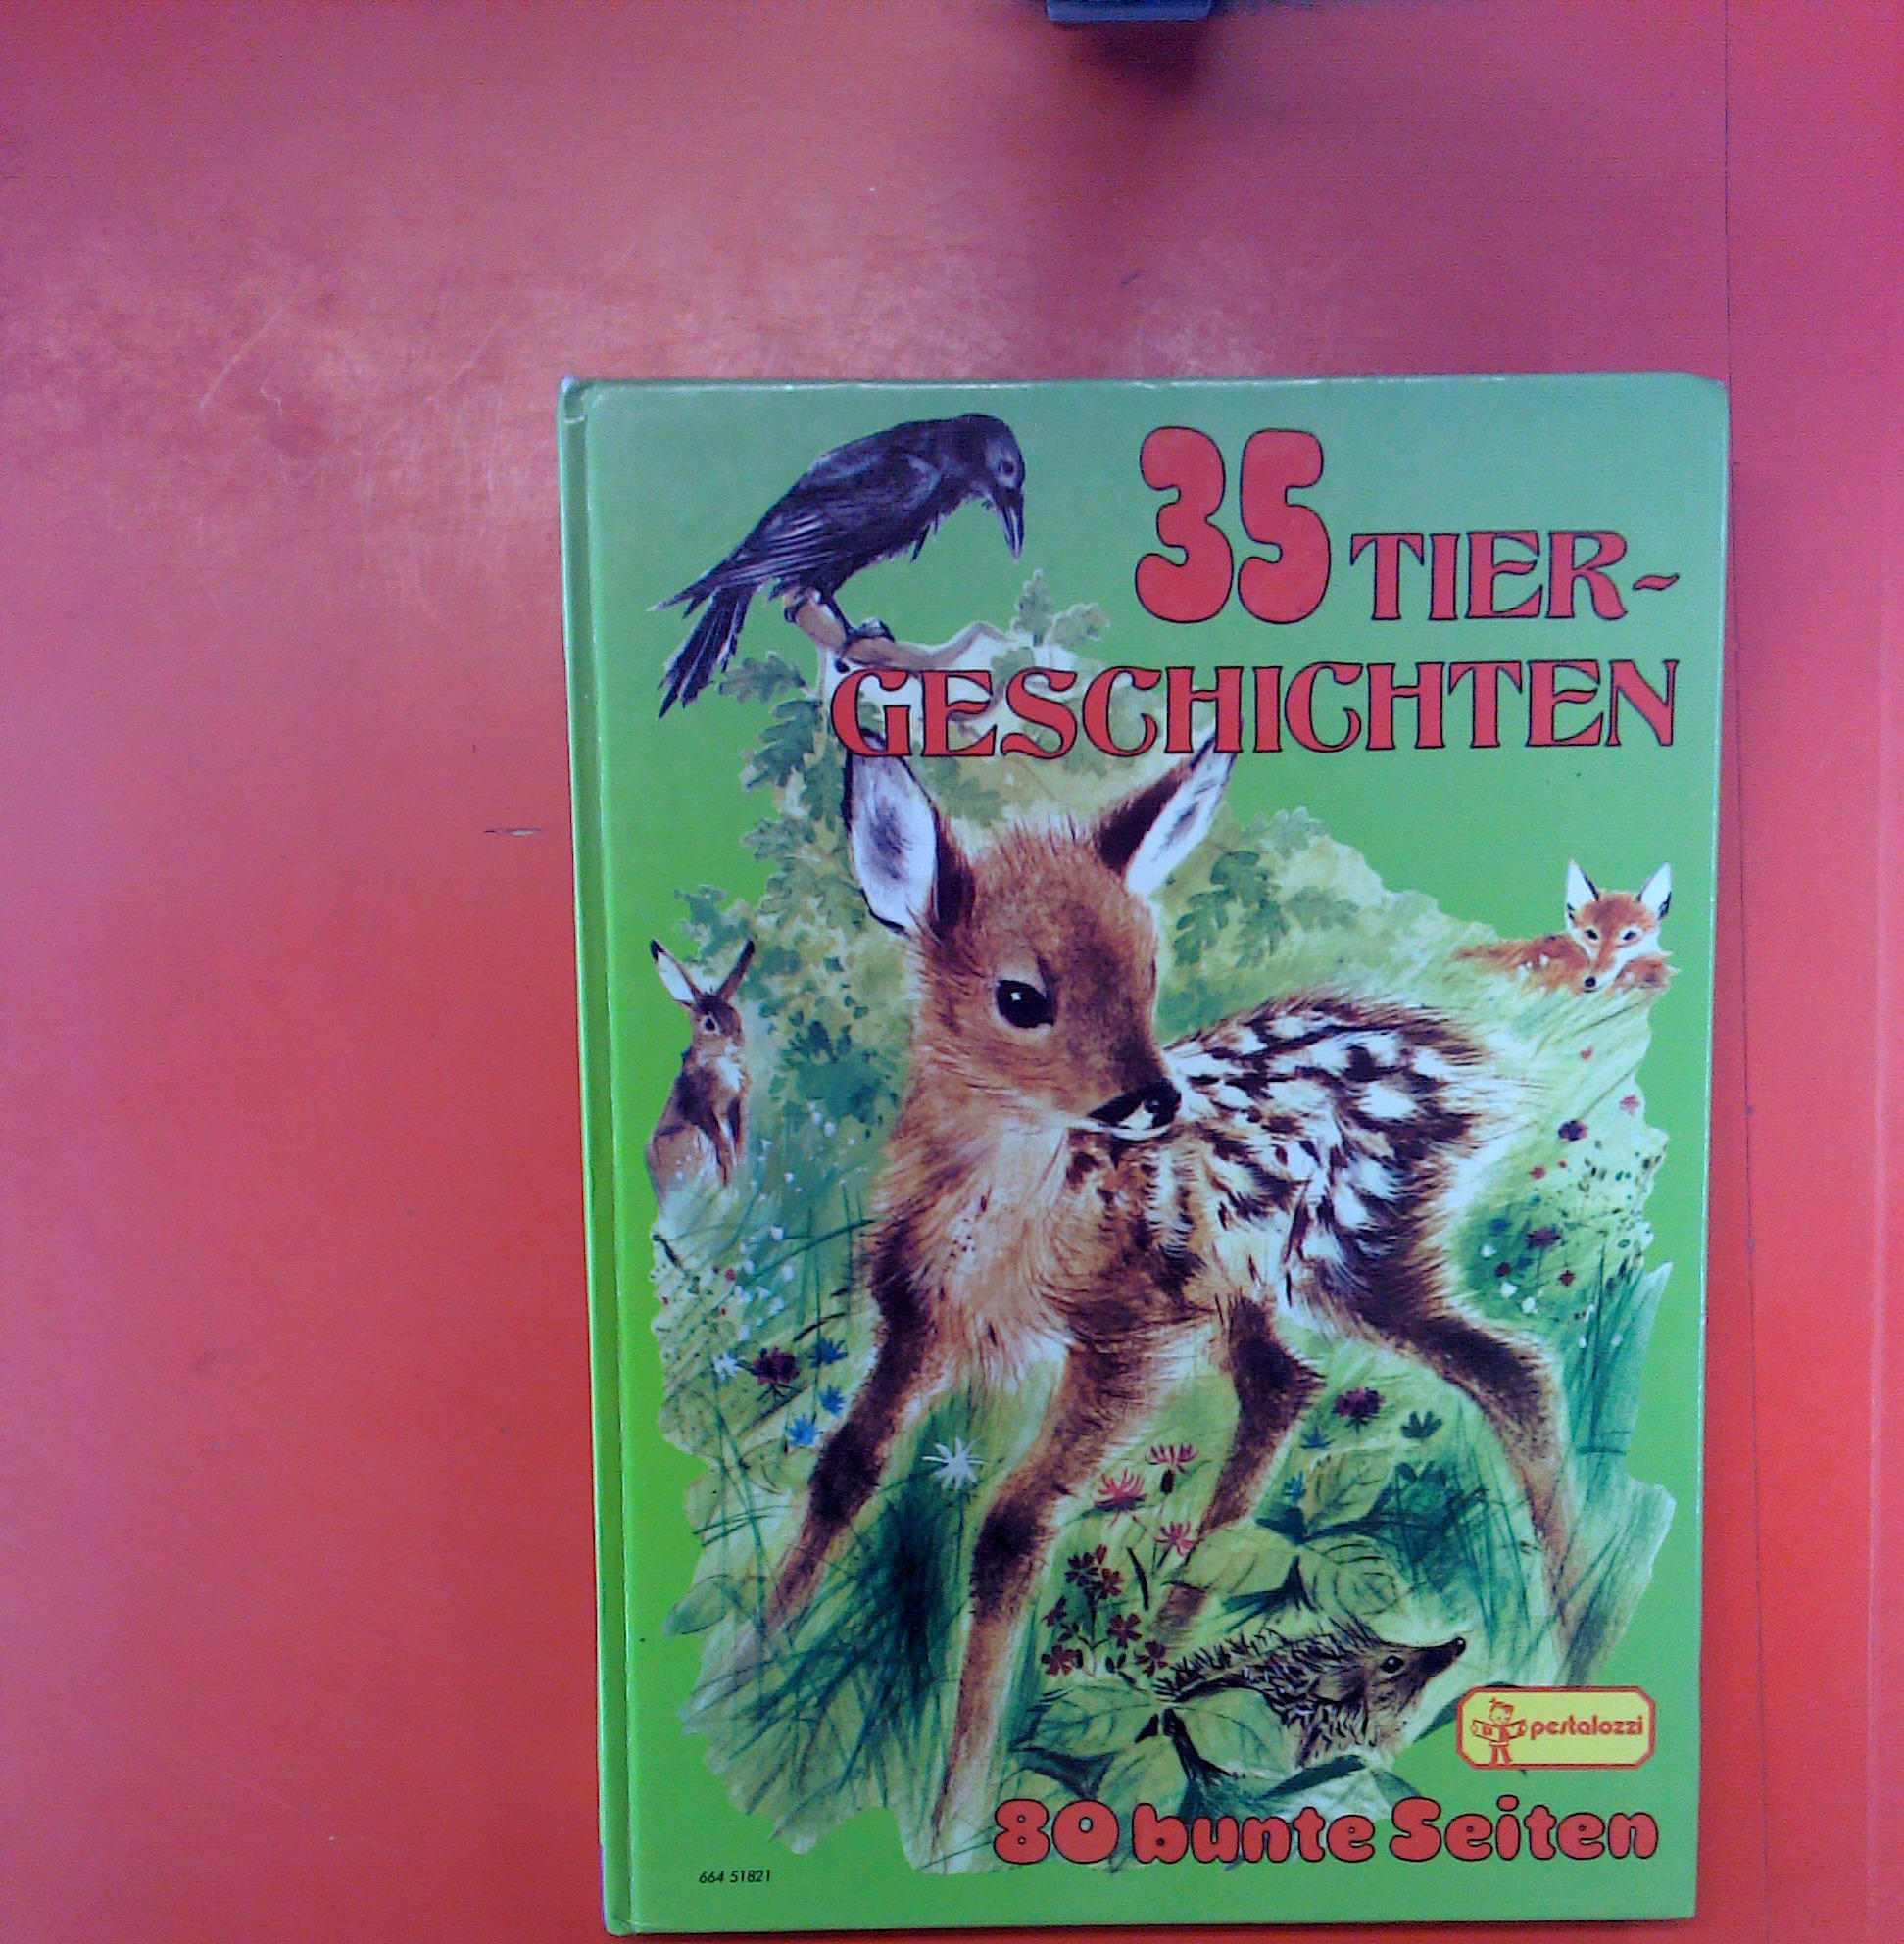 35 TIER-
GESCHICHTEN
pestalozzi
80 bunte Seiten
664 51821